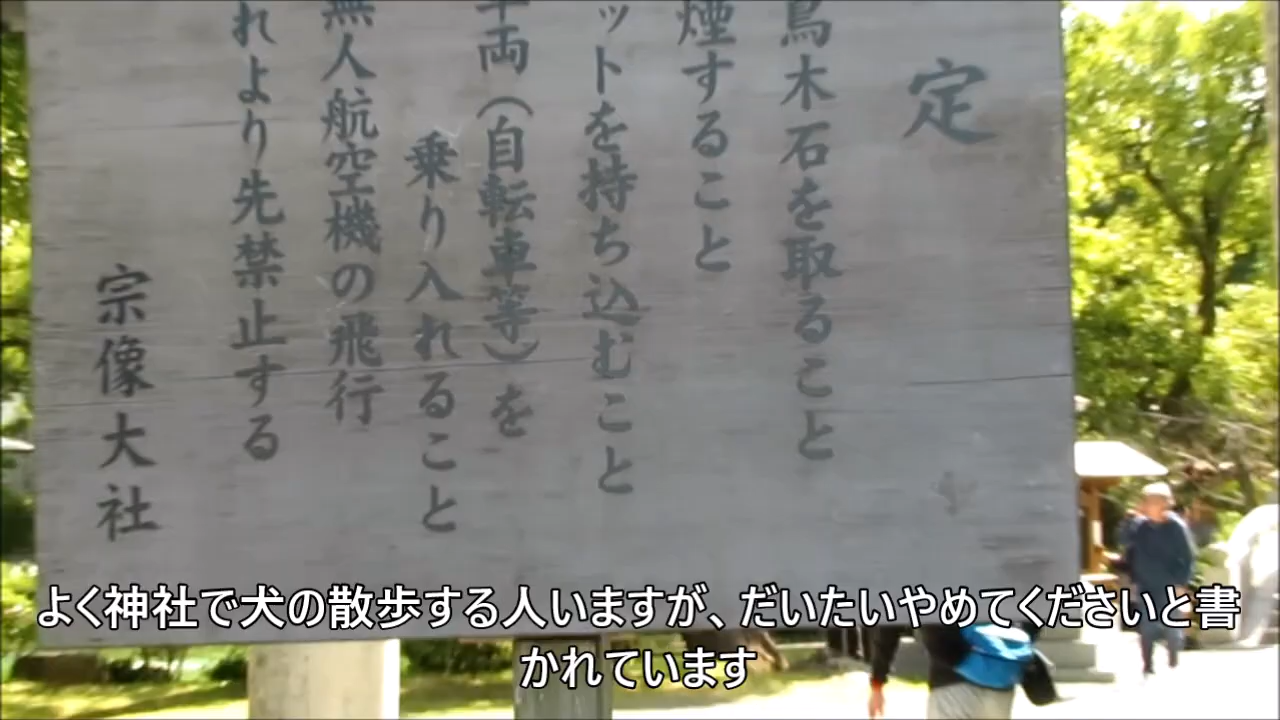 定
鳥木石を取ること
煙すること
ットを持ち込むこと
車両(自転車等)を
乗り入れること
無人航空機の飛行
れより先禁止する
宗像大社
よく神社で犬の散歩する人いますが、だいたいやめてくださいと書
かれています